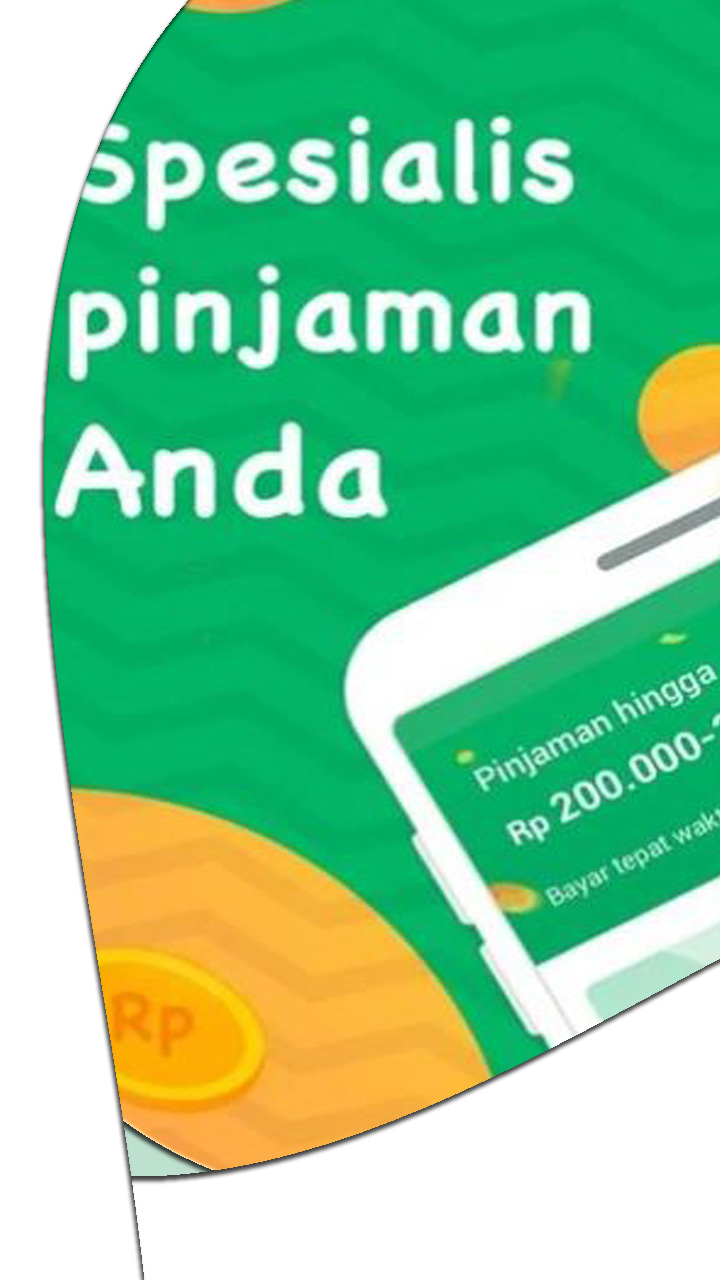 Spesialis
pinjaman
Anda
Pinjaman hingga
Rp 200.000-
Bayar tepat
Rp